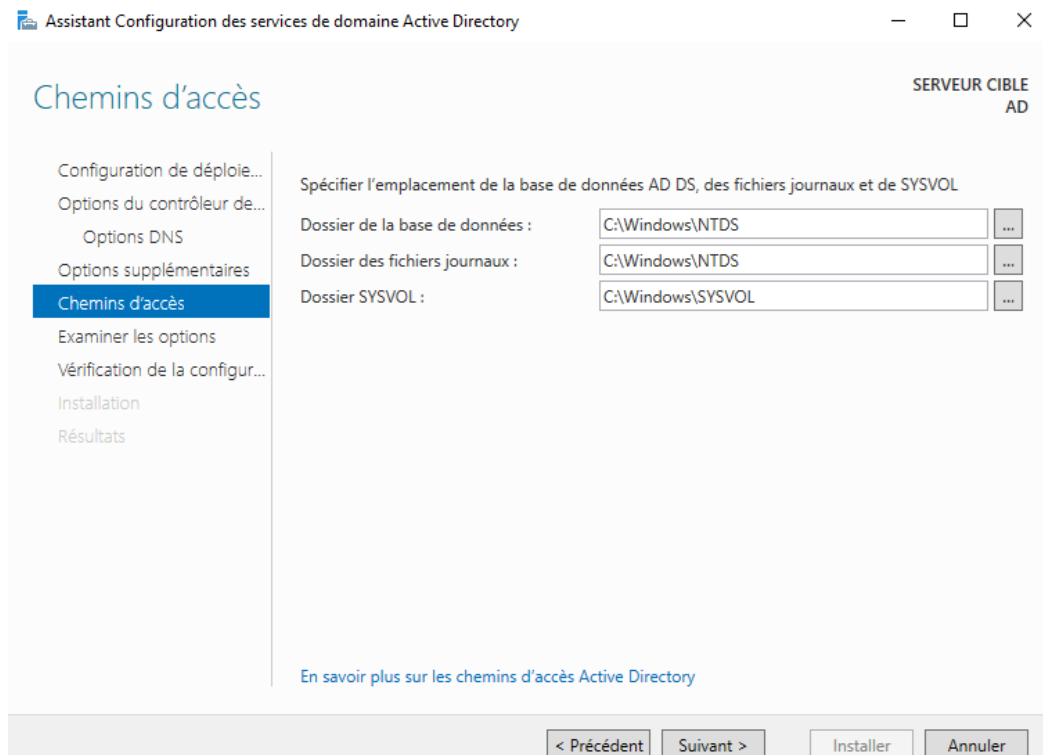 Assistant Configuration des services de domaine Active Directory
Chemins d'accès
SERVEUR CIBLE
AD
Configuration de déploie...
Options du contrôleur de...
Options DNS
Options supplémentaires
Chemins d'accès
Examiner les options
Vérification de la configur...
Installation
Résultats
Spécifier l'emplacement de la base de données AD DS, des fichiers journaux et de SYSVOL
Dossier de la base de données : C:\Windows\NTDS ...
Dossier des fichiers journaux : C:\Windows\NTDS ...
Dossier SYSVOL : C:\Windows\SYSVOL ...
En savoir plus sur les chemins d'accès Active Directory
< Précédent Suivant > Installer Annuler